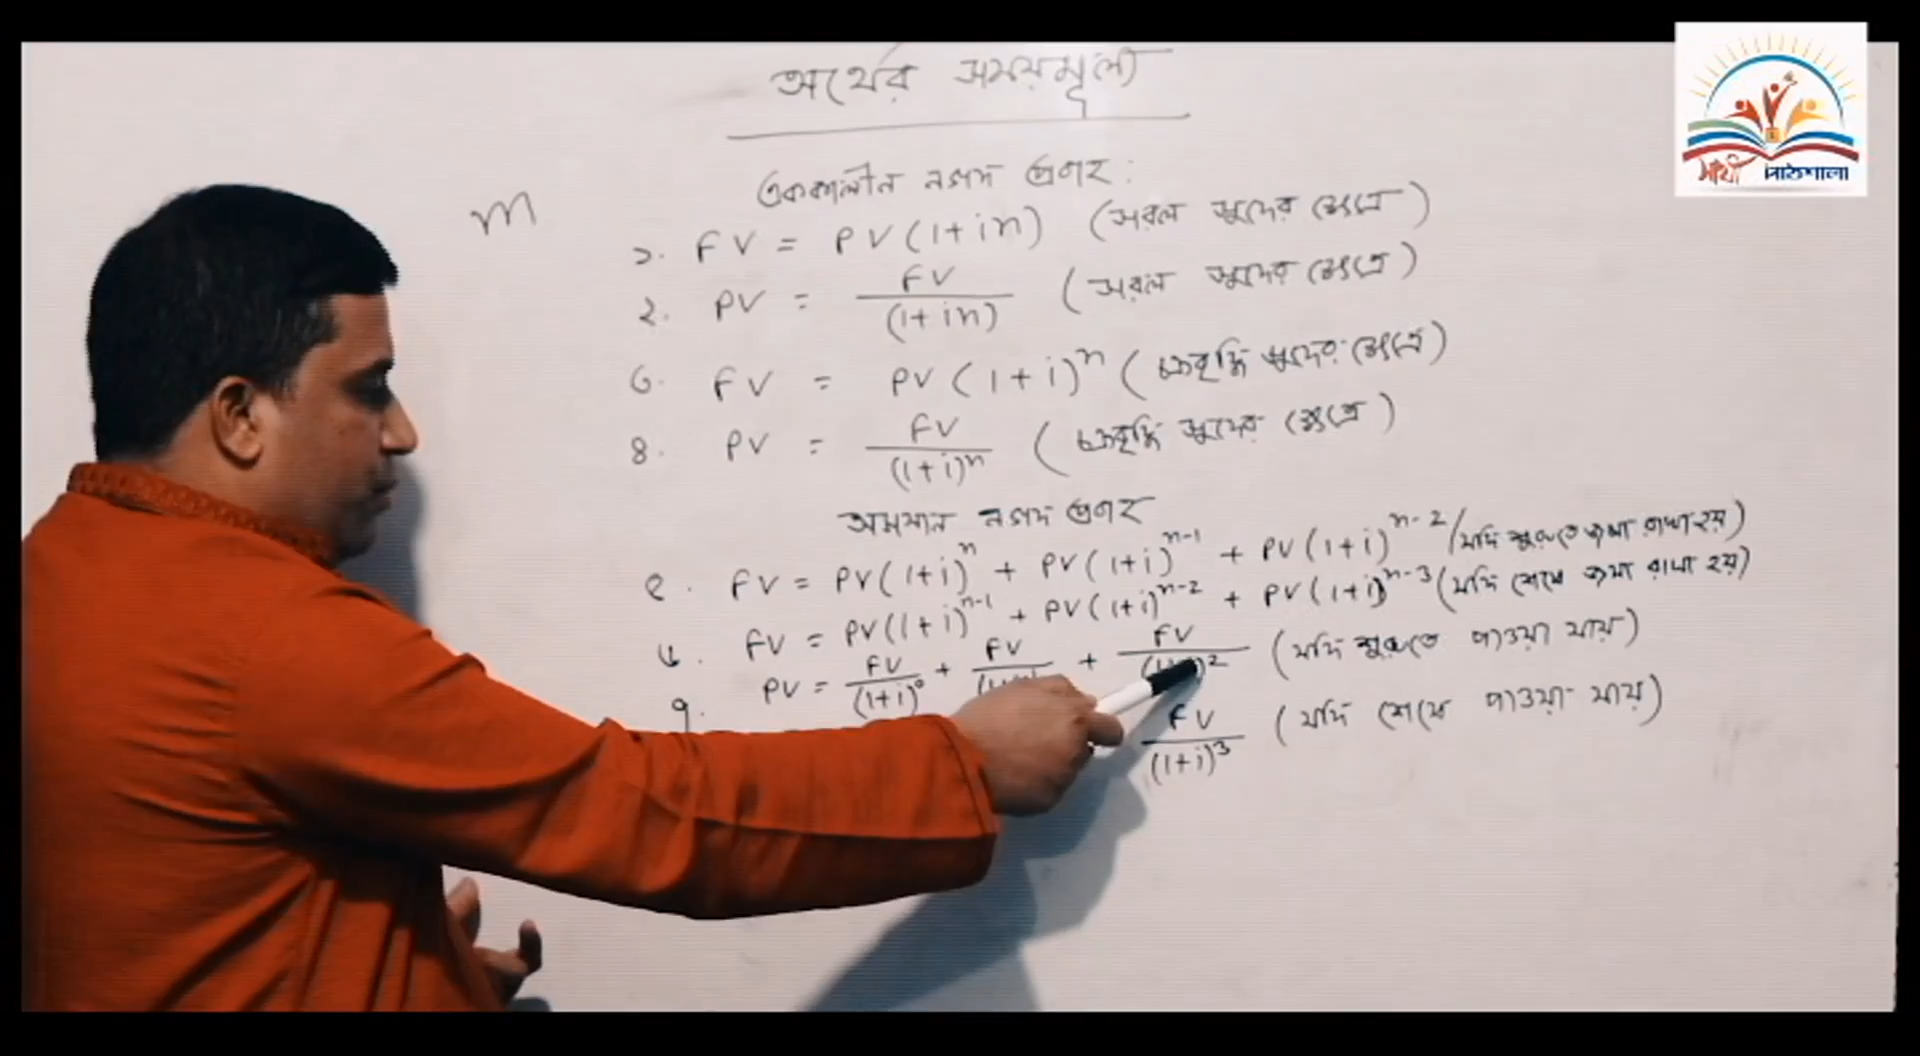 অর্থের সময়মূল্য
সাথী পাঠশালা
এককালীন নগদ প্রবাহ:
m
১. FV = PV(1+in) (সরল সুদের ক্ষেত্রে)
২. PV = FV/(1+in) (সরল সুদের ক্ষেত্রে)
৩. FV = PV(1+i)^n (চক্রবৃদ্ধি সুদের ক্ষেত্রে)
৪. PV = FV/(1+i)^n (চক্রবৃদ্ধি সুদের ক্ষেত্রে)
অসমান নগদ প্রবাহ
৫. FV = PV(1+i)^n + PV(1+i)^n-1 + PV(1+i)^n-2 (যদি শুরুতে জমা রাখা হয়)
৬. FV = PV(1+i)^n-1 + PV(1+i)^n-2 + PV(1+i)^n-3 (যদি শেষে জমা রাখা হয়)
৭. PV = FV/(1+i)^0 + FV + FV (যদি শুরুতে পাওয়া যায়)
FV/(1+i)^3 (যদি শেষে পাওয়া যায়)